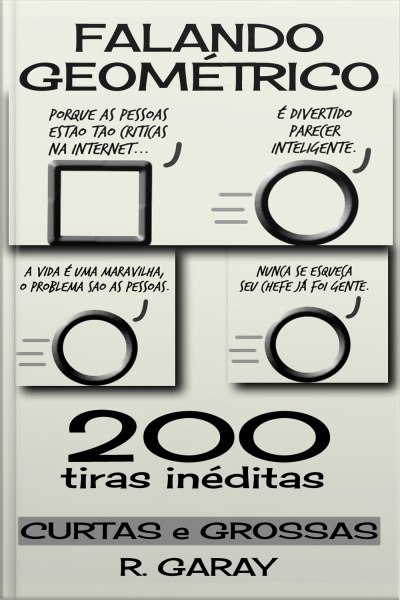 FALANDO
GEOMÉTRICO
PORQUE AS PESSOAS
ESTAO TAO CRITICAS
NA INTERNET...
É DIVERTIDO
PARECER
INTELIGENTE.
A VIDA É UMA MARAVILHA,
O PROBLEMA SAO AS PESSOAS.
NUNCA SE ESQUEÇA
SEU CHEFE JÁ FOI GENTE.
200
tiras inéditas
CURTAS e GROSSAS
R. GARAY